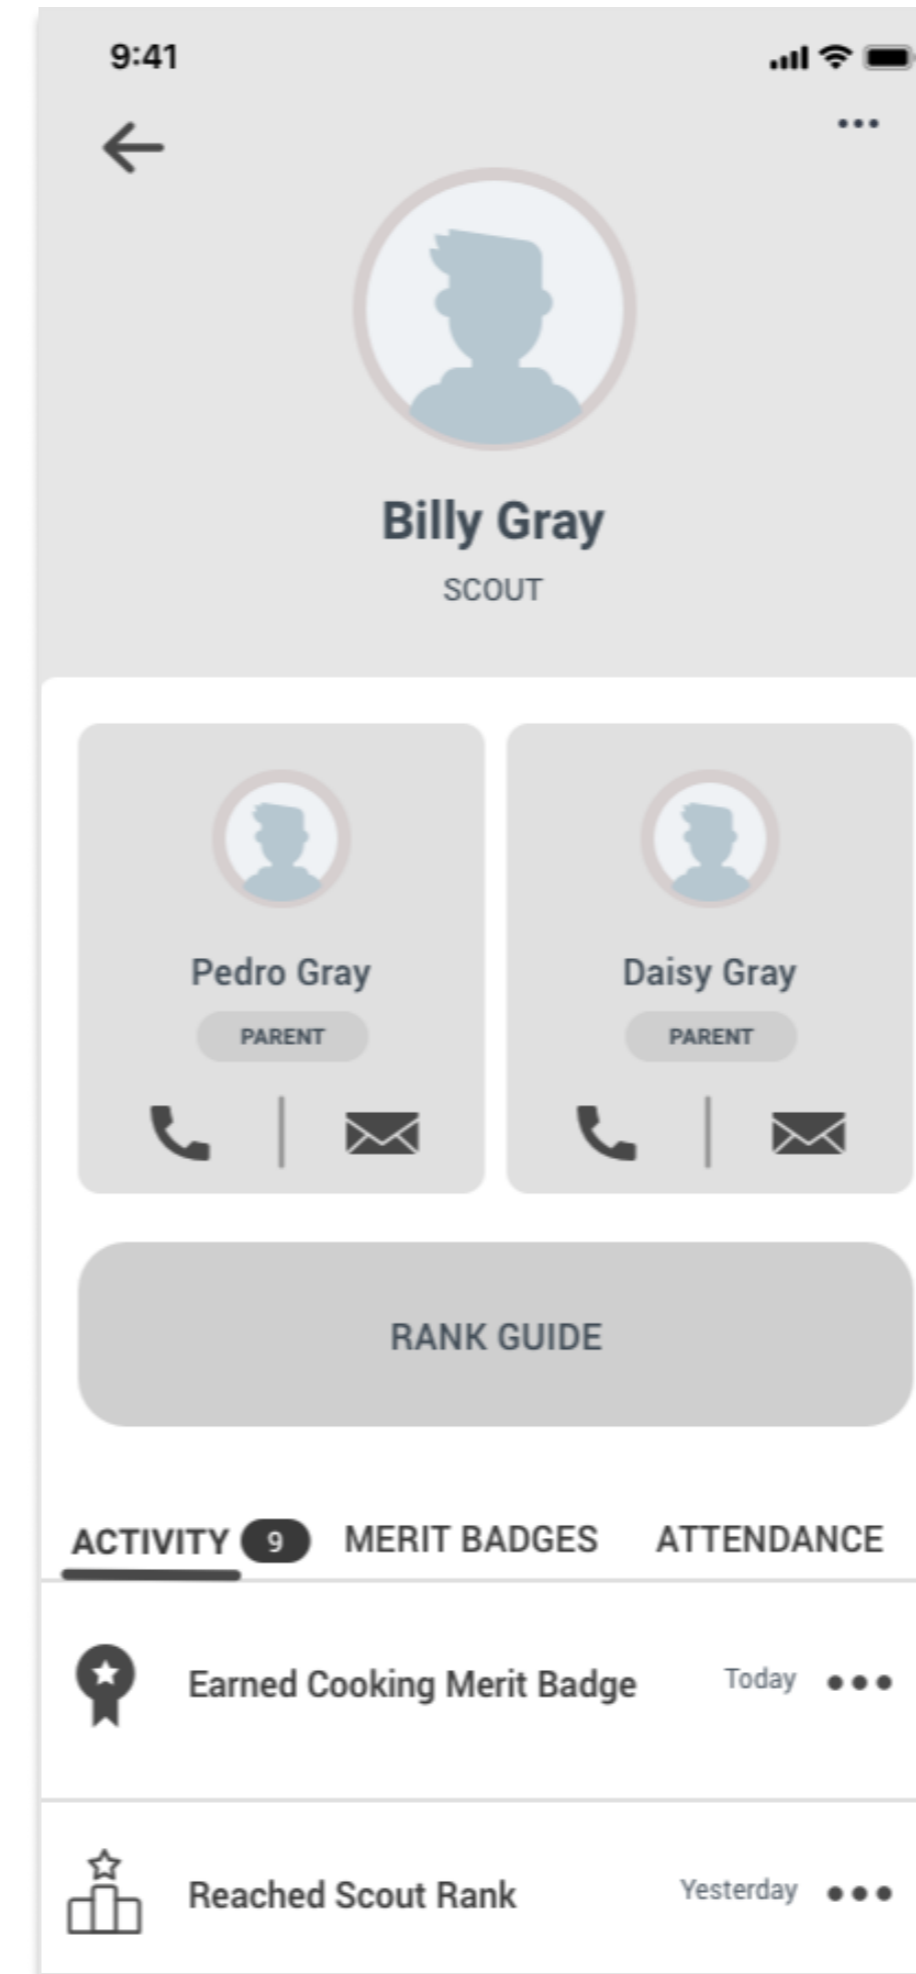 9:41
Billy Gray
SCOUT
Pedro Gray
PARENT
Daisy Gray
PARENT
RANK GUIDE
ACTIVITY 9 MERIT BADGES ATTENDANCE
Earned Cooking Merit Badge Today
Reached Scout Rank Yesterday